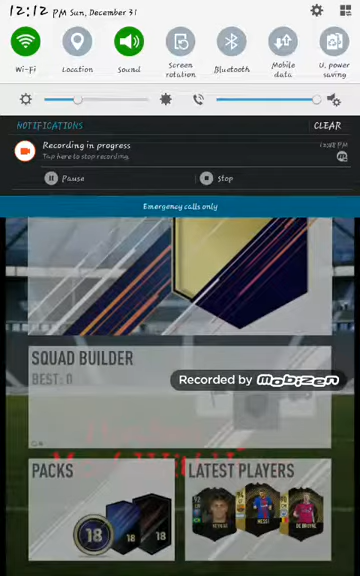 12:12 PM Sun, December 31
Wi-Fi
Location
Sound
Screen rotation
Bluetooth
Mobile data
U. power saving
NOTIFICATIONS
CLEAR
Recording in progress
Tap here to stop recording.
Pause
Stop
Emergency calls only
SQUAD BUILDER
BEST: 0
Recorded by Mobizen
PACKS
LATEST PLAYERS
18
18
18
92
NEYMAR
MESSI
DE BRUYNE